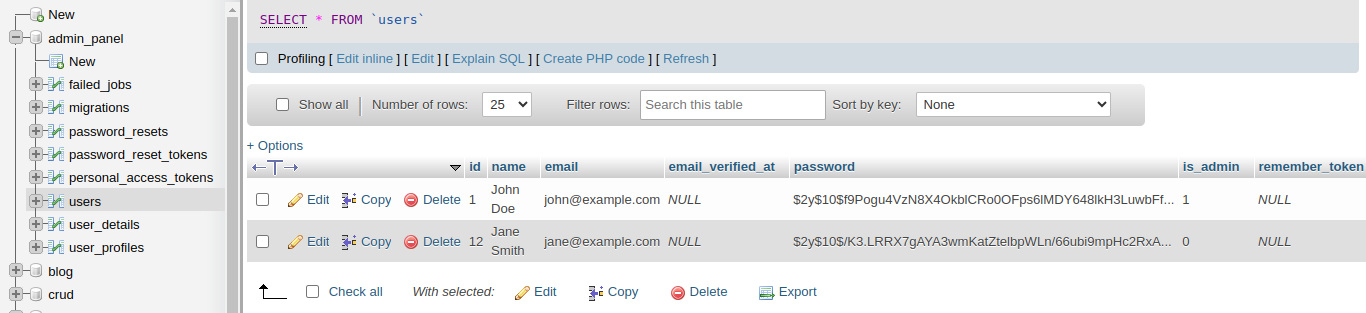 New
admin_panel
New
failed_jobs
migrations
password_resets
password_reset_tokens
personal_access_tokens
users
user_details
user_profiles
blog
crud
SELECT * FROM `users`
Profiling [ Edit inline ] [ Edit ] [ Explain SQL ] [ Create PHP code ] [ Refresh ]
Show all | Number of rows: 25 Filter rows: Search this table Sort by key: None
+ Options
id name email email_verified_at password is_admin remember_token
Edit Copy Delete 1 John Doe john@example.com NULL $2y$10$f9Pogu4VzN8X4OkblCRo0OFps6lMDY648lkH3LuwbFf... 1 NULL
Edit Copy Delete 12 Jane Smith jane@example.com NULL $2y$10$/K3.LRRX7gAYA3wmKatZtelbpWLn/66ubi9mpHc2RxA... 0 NULL
Check all With selected: Edit Copy Delete Export